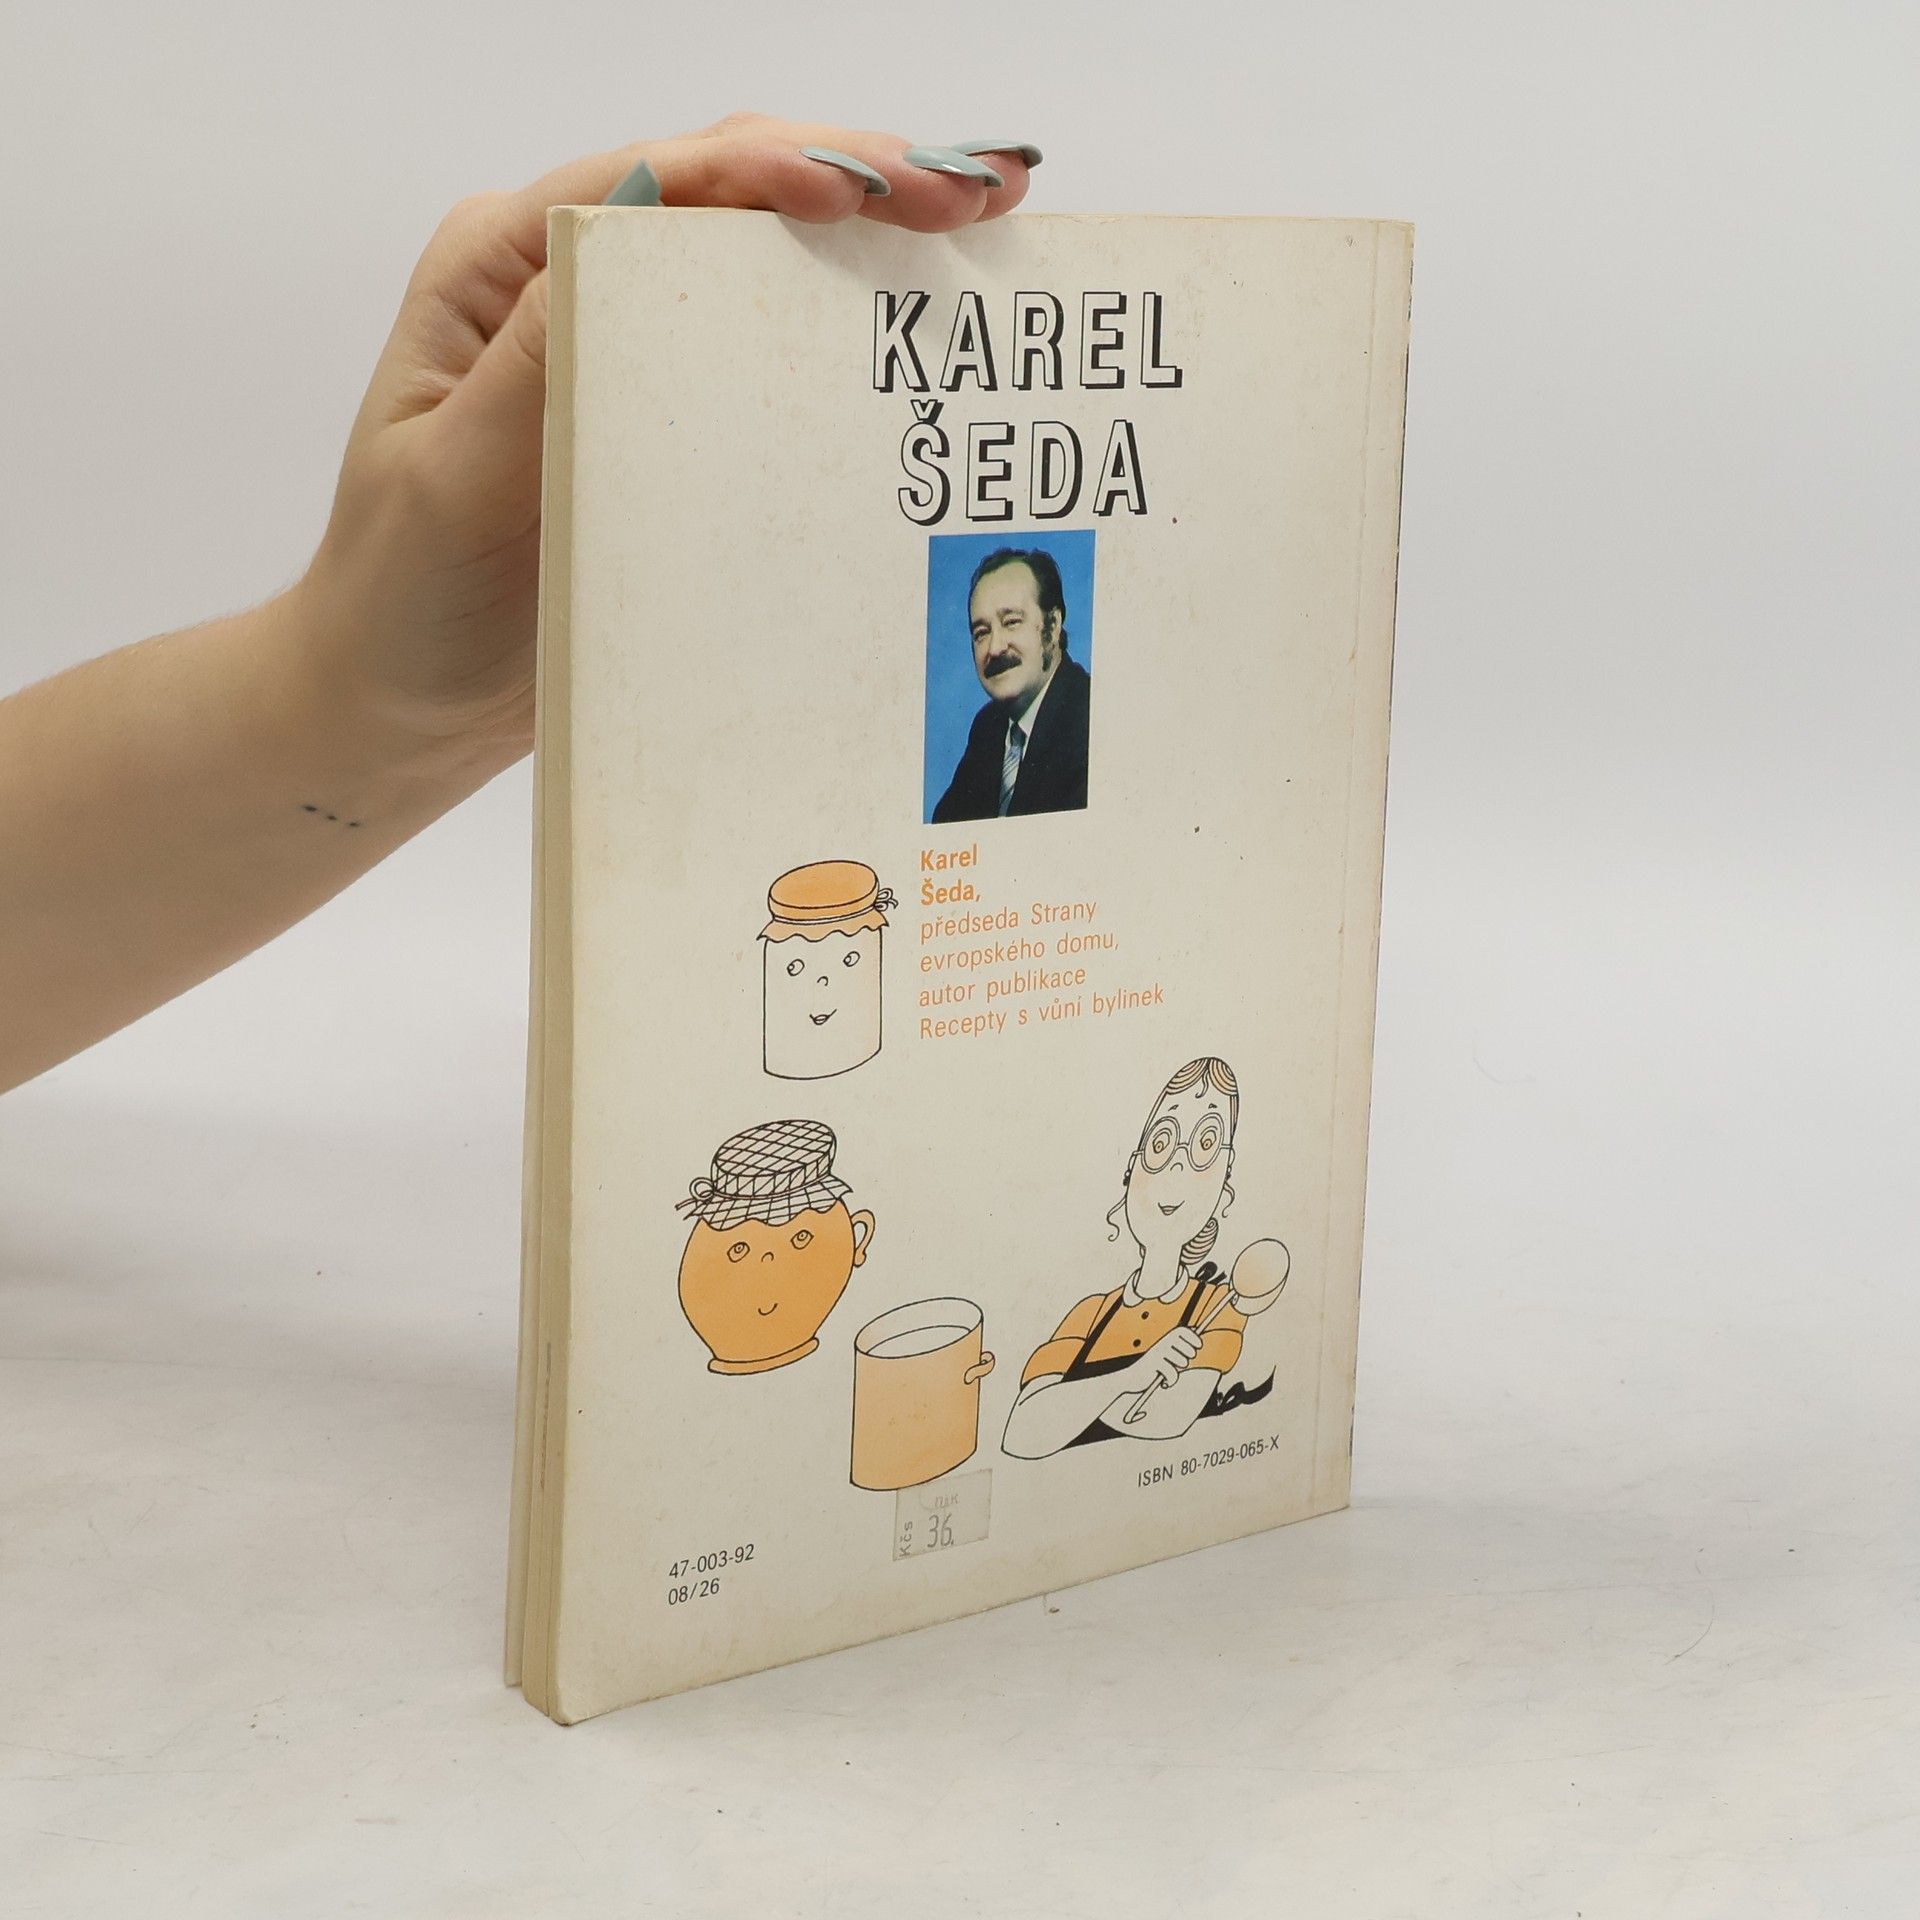 KAREL
ŠEDA
Karel
Šeda,
předseda Strany
evropského domu,
autor publikace
Recepty s vůní bylinek
ISBN 80-7029-065-X
Kčs 36.
47-003-92
08/26